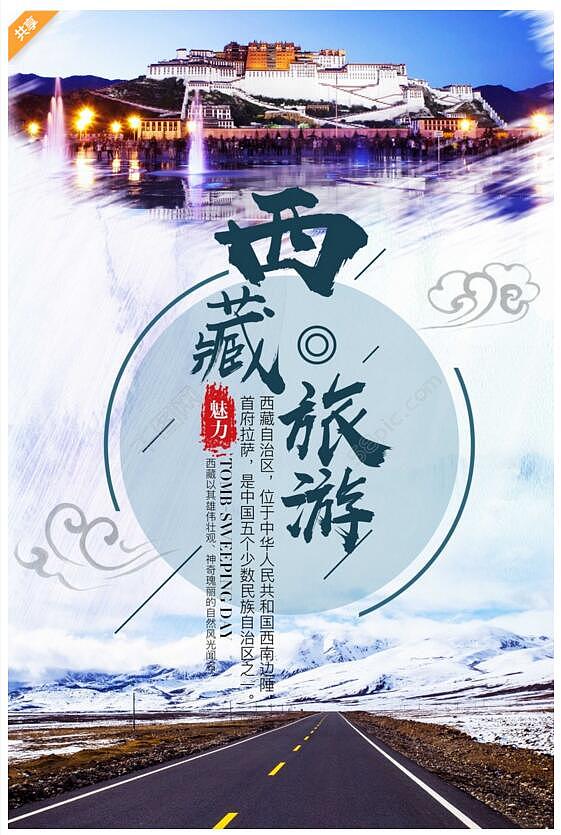 共享
西
藏
旅
游
魅力
西藏自治区，位于中华人民共和国西南边陲，
首府拉萨，是中国五个少数民族自治区之一。
TOMB-SWEEPING DAY
西藏以其雄伟壮观、神奇瑰丽的自然风光闻名。